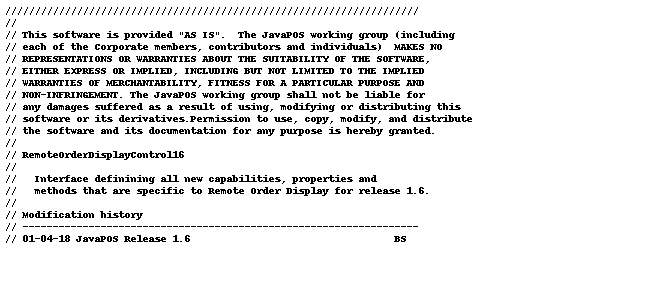 //////////////////////////////////////////////////////////////////////
//
// This software is provided "AS IS".  The JavaPOS working group (including
// each of the Corporate members, contributors and individuals)  MAKES NO
// REPRESENTATIONS OR WARRANTIES ABOUT THE SUITABILITY OF THE SOFTWARE,
// EITHER EXPRESS OR IMPLIED, INCLUDING BUT NOT LIMITED TO THE IMPLIED
// WARRANTIES OF MERCHANTABILITY, FITNESS FOR A PARTICULAR PURPOSE AND
// NON-INFRINGEMENT. The JavaPOS working group shall not be liable for
// any damages suffered as a result of using, modifying or distributing this
// software or its derivatives.Permission to use, copy, modify, and distribute
// the software and its documentation for any purpose is hereby granted.
//
// RemoteOrderDisplayControl16
//
//   Interface definining all new capabilities, properties and
//   methods that are specific to Remote Order Display for release 1.6.
//
// Modification history
// ------------------------------------------------------------------
// 01-04-18 JavaPOS Release 1.6                                  BS